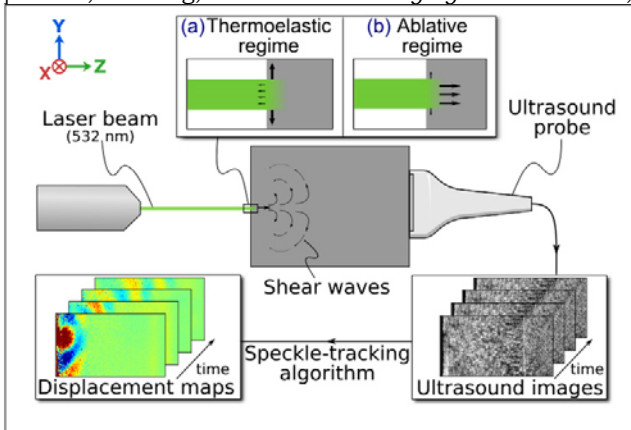 Y
X
Z
(a) Thermoelastic
regime
(b) Ablative
regime
Laser beam
(532 nm)
Ultrasound
probe
Shear waves
time
Displacement maps
Speckle-tracking
algorithm
time
Ultrasound images